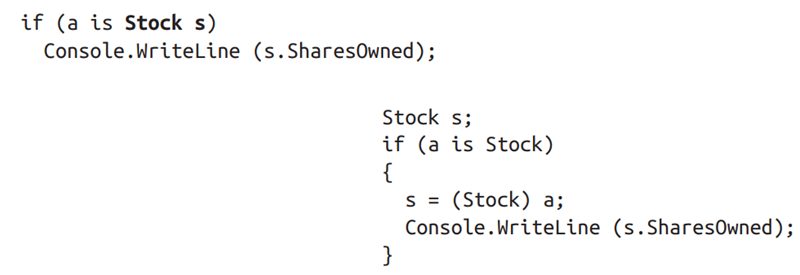 if (a is Stock s)
Console.WriteLine (s.SharesOwned);
Stock s;
if (a is Stock)
{
s = (Stock) a;
Console.WriteLine (s.SharesOwned);
}